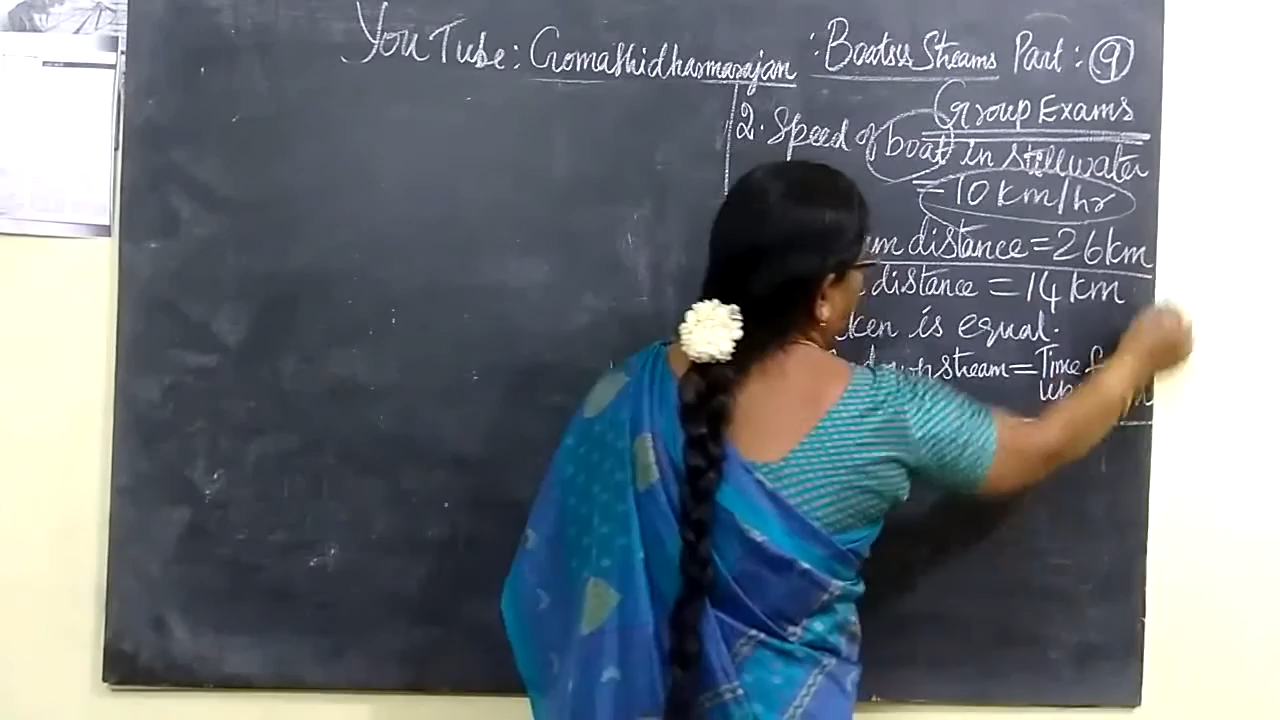 YouTube: Gomathidharmarajan : Boats & Streams Part: 9
Group Exams
2. Speed of boat in stillwater
= 10 km/hr
distance = 26 km
distance = 14 km
is equal.
= Time